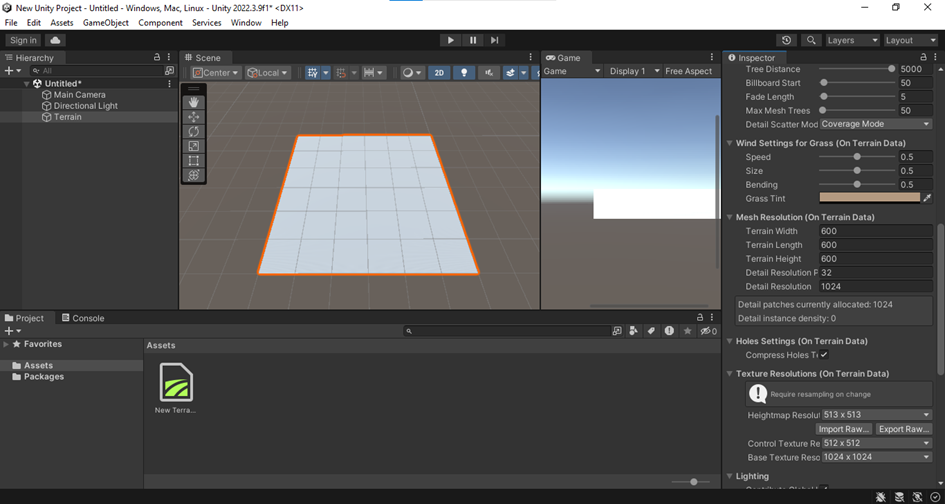 New Unity Project - Untitled - Windows, Mac, Linux - Unity 2022.3.9f1* <DX11>
File Edit Assets GameObject Component Services Window Help
Sign in Layers Layout
Hierarchy
All
Untitled*
Main Camera
Directional Light
Terrain
Scene
Center Local 2D
Game
Game Display 1 Free Aspect
Inspector
Tree Distance 5000
Billboard Start 50
Fade Length 5
Max Mesh Trees 50
Detail Scatter Mod Coverage Mode
Wind Settings for Grass (On Terrain Data)
Speed 0.5
Size 0.5
Bending 0.5
Grass Tint
Mesh Resolution (On Terrain Data)
Terrain Width 600
Terrain Length 600
Terrain Height 600
Detail Resolution P 32
Detail Resolution 1024
Detail patches currently allocated: 1024
Detail instance density: 0
Holes Settings (On Terrain Data)
Compress Holes Te
Texture Resolutions (On Terrain Data)
Require resampling on change
Heightmap Resolut 513 x 513
Import Raw... Export Raw...
Control Texture Re 512 x 512
Base Texture Reso 1024 x 1024
Lighting
Project Console
0
Favorites
Assets
Packages
Assets
New Terra...